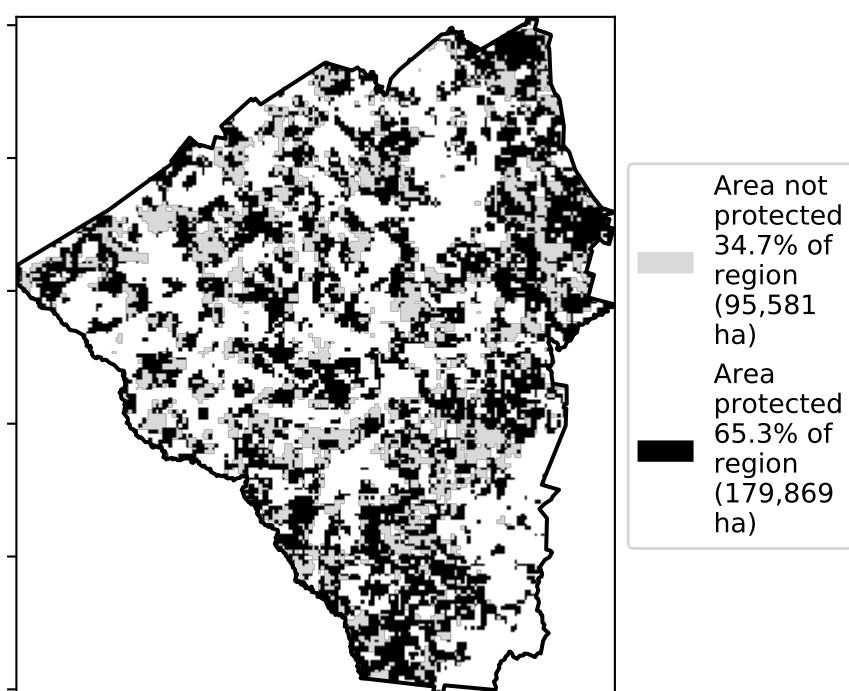 Area not
protected
34.7% of
region
(95,581
ha)
Area
protected
65.3% of
region
(179,869
ha)